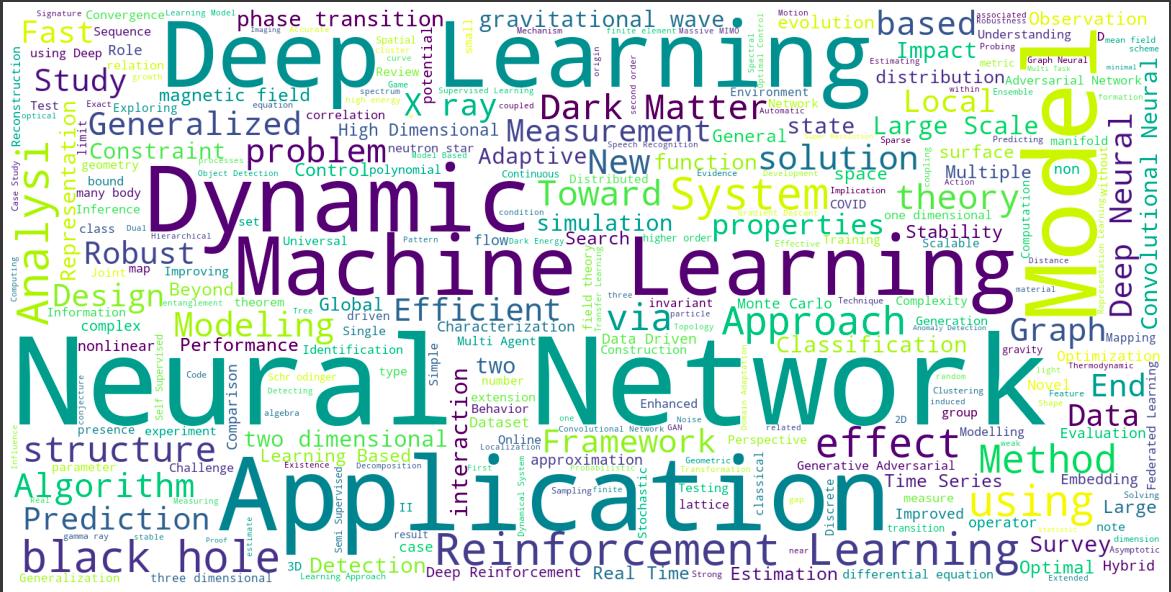 Signature
Convergence
Learning Model
phase transition
gravitational wave
Motion
evolution
based
associated
Robustness
Observation
Fast
Sequence
Deep Learning
Imaging
Accurate
Mechanism
finite element
Massive MIMO
Understanding
D
mean field
scheme
using Deep
Role
relation
growth
Spatial
cluster
curve
Review
Game
potential
small
origin
second order
Spectral
Optimal Control
Estimating
Impact
Probing
metric
Graph Neural
Multi Task
minimal
Reconstruction
optical
Study
magnetic field
spectrum
high energy
Supervised Learning
coupled
Environment
Network
Automatic
distribution
within
Adversarial Network
Ensemble
formation
Test
Exact
Exploring
equation
X ray
Dark Matter
Local
Large Scale
Predicting
manifold
limit
Generalized
correlation
High Dimensional
neutron star
Measurement
Speech Recognition
General
state
Sparse
Constraint
problem
processes
Object Detection
Model Based
Adaptive
New
function
solution
surface
coupling
non
geometry
bound
many body
Inference
class
Dual
Hierarchical
Case Study
Representation
Analysi
Control
polynomial
Continuous
Distributed
Evidence
Development
space
Multiple
Implication
Action
Computation
Model
Without
Representation Learning
Deep Neural
Convolutional Neural
Dynamic
Toward
System
COVID
theory
one dimensional
set
condition
simulation
Gradient Descent
properties
Stability
Robust
Universal
Pattern
flow
Dark Energy
Search
higher order
Effective
Training
Scalable
Distance
Computing
Joint
map
Improving
Machine Learning
field theory
Transfer Learning
material
Design
Beyond
Information
entanglement
theorem
Tree
Global
driven
Efficient
three
invariant
particle
Monte Carlo
Technique
Complexity
complex
Modeling
Single
Characterization
via
Topology
Approach
Generation
Anomaly Detection
Graph
Mapping
nonlinear
Performance
Identification
Multi Agent
Data Driven
Construction
Classification
gravity
Optimization
Thermodynamic
Neural Network
conjecture
Self Supervised
Code
Comparison
Schr odinger
Detecting
algebra
type
Simple
two
number
extension
Behavior
Dataset
Enhanced
one
Convolutional Network
Noise
GAN
Domain Adaptation
related
random
Clustering
induced
group
2D
light
Novel
Feature
Shape
End
Data
Influence
presence
experiment
structure
two dimensional
Learning Based
interaction
Online
Localization
Framework
approximation
Perspective
effect
Modelling
Evaluation
Federated Learning
parameter
Challenge
Existence
Decomposition
First
Probabilistic
Geometric
Transformation
classical
Generative Adversarial
weak
Method
Embedding
Algorithm
Real
Measuring
Application
Semi Supervised
II
Dynamical System
Sampling
finite
Stochastic
Testing
lattice
gap
Discrete
Time Series
measure
using
Solving
Large
Prediction
gamma ray
stable
Proof
estimate
result
case
Improved
transition
operator
note
dimension
Asymptotic
black hole
Generalization
three dimensional
3D
Detection
Learning Approach
Reinforcement Learning
near
Deep Reinforcement
Real Time
Strong
Estimation
differential equation
Survey
Optimal
Hybrid
Extended